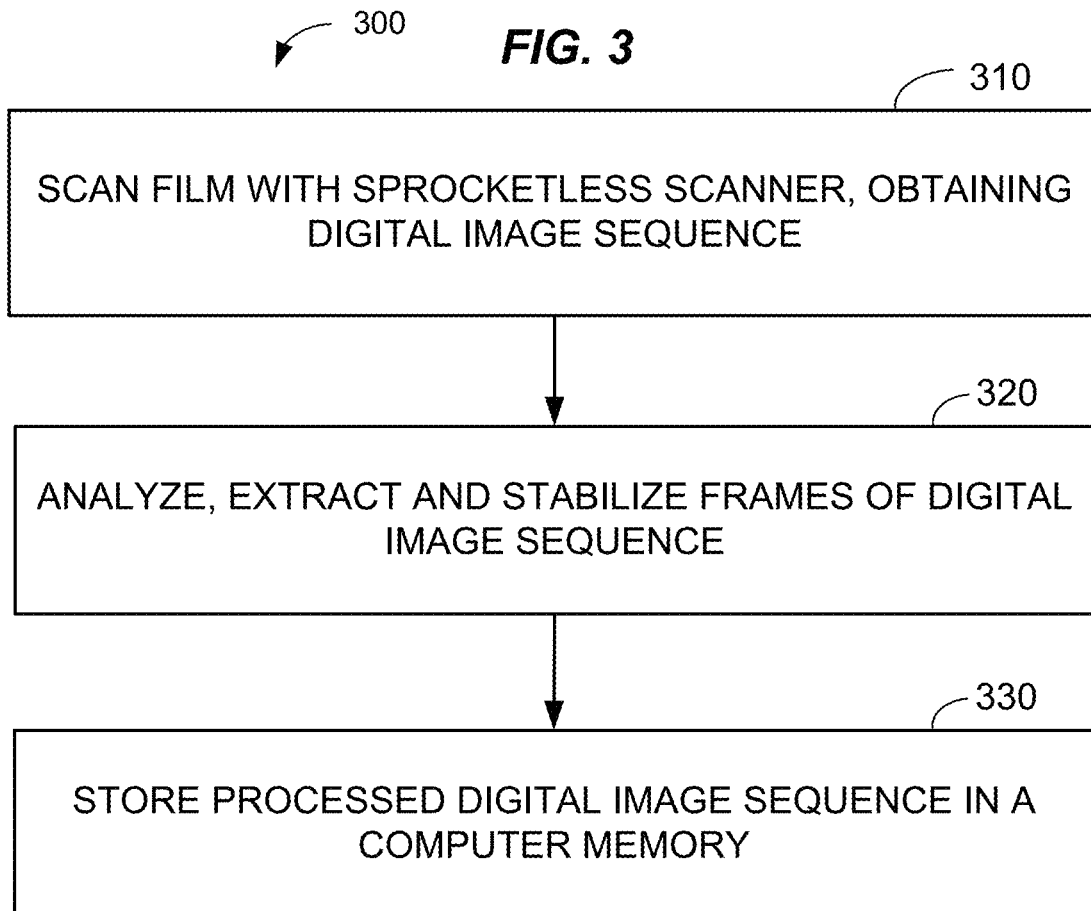 300
FIG. 3
310
SCAN FILM WITH SPROCKETLESS SCANNER, OBTAINING
DIGITAL IMAGE SEQUENCE
320
ANALYZE, EXTRACT AND STABILIZE FRAMES OF DIGITAL
IMAGE SEQUENCE
330
STORE PROCESSED DIGITAL IMAGE SEQUENCE IN A
COMPUTER MEMORY